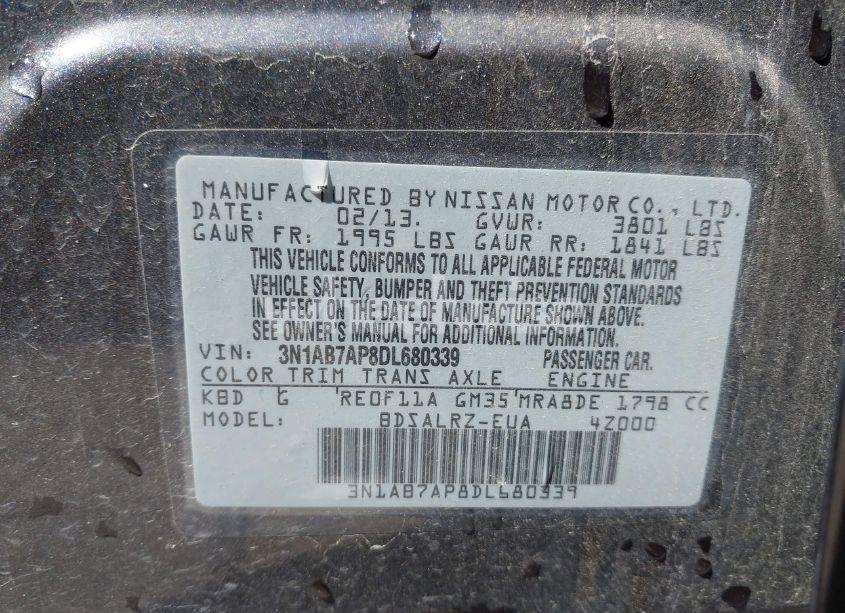 MANUFACTURED BY NISSAN MOTOR CO., LTD.
DATE: 02/13. GVWR: 3801 LBS
GAWR FR: 1995 LBS GAWR RR: 1841 LBS
THIS VEHICLE CONFORMS TO ALL APPLICABLE FEDERAL MOTOR
VEHICLE SAFETY, BUMPER AND THEFT PREVENTION STANDARDS
IN EFFECT ON THE DATE OF MANUFACTURE SHOWN ABOVE.
SEE OWNER'S MANUAL FOR ADDITIONAL INFORMATION.
VIN: 3N1AB7AP8DL680339 PASSENGER CAR.
COLOR TRIM TRANS AXLE ENGINE
KBD G RE0F11A GM35 MRA8DE 1798 CC
MODEL: BDSALRZ-EUA 4Z000
3N1AB7AP8DL680339